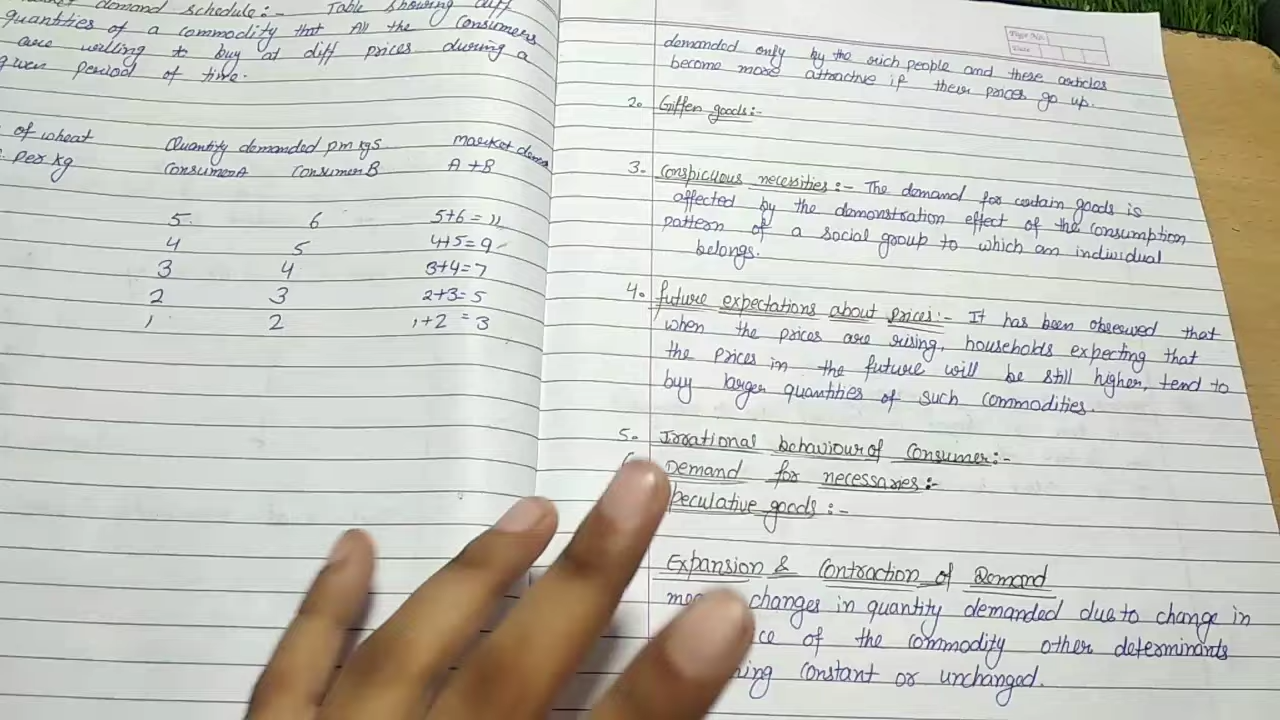 demand schedule:- Table showing diff
quantities of a commodity that All the consumers
are willing to buy at diff prices during a
given period of time.
of wheat Quantity demanded pm kgs market
Per kg ConsumerA ConsumerB A+B
5 6 5+6=11
4 5 4+5=9
3 4 3+4=7
2 3 2+3=5
1 2 1+2=3
demanded only by the rich people and these articles
become more attractive if their prices go up.
2. Giffen goods:-
3. Conspicuous necessities:- The demand for certain goods is
affected by the demonstration effect of the consumption
pattern of a social group to which an individual
belongs.
4. future expectations about prices:- It has been observed that
when the prices are rising, households expecting that
the prices in the future will be still higher, tend to
buy larger quantities of such commodities.
5. Irrational behaviour of Consumer:-
Demand for necessaries:-
peculative goods:-
Expansion & Contraction of Demand
changes in quantity demanded due to change in
of the commodity other determinants
constant or unchanged.